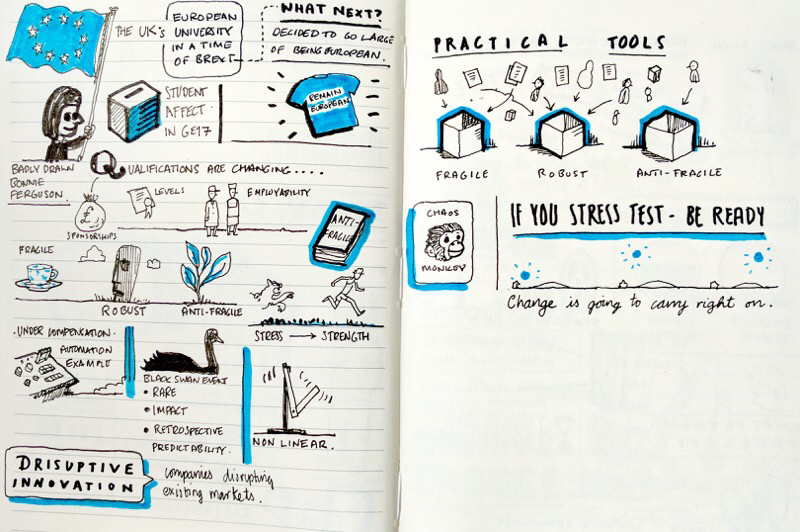 THE UK'S
EUROPEAN
UNIVERSITY
IN A TIME
OF BREXIT
WHAT NEXT?
DECIDED TO GO LARGE
OF BEING EUROPEAN.
STUDENT
AFFECT
IN GE17
REMAIN
EUROPEAN
BADLY DRAWN
BONNIE
FERGUSON.
QUALIFICATIONS ARE CHANGING....
£
SPONSORSHIPS
LEVELS
EMPLOYABILITY
ANTI-
FRAGILE
FRAGILE
ROBUST
ANTI-FRAGILE
STRESS → STRENGTH
·UNDER COMPENSATION·
AUTOMATION
EXAMPLE
BLACK SWAN EVENT
• RARE
• IMPACT
• RETROSPECTIVE
PREDICTABILITY.
NON LINEAR.
DRISUPTIVE
INNOVATION
companies disrupting
existing markets.
PRACTICAL TOOLS
FRAGILE
ROBUST
ANTI-FRAGILE
CHAOS
MONKEY
IF YOU STRESS TEST - BE READY
Change is going to carry right on.